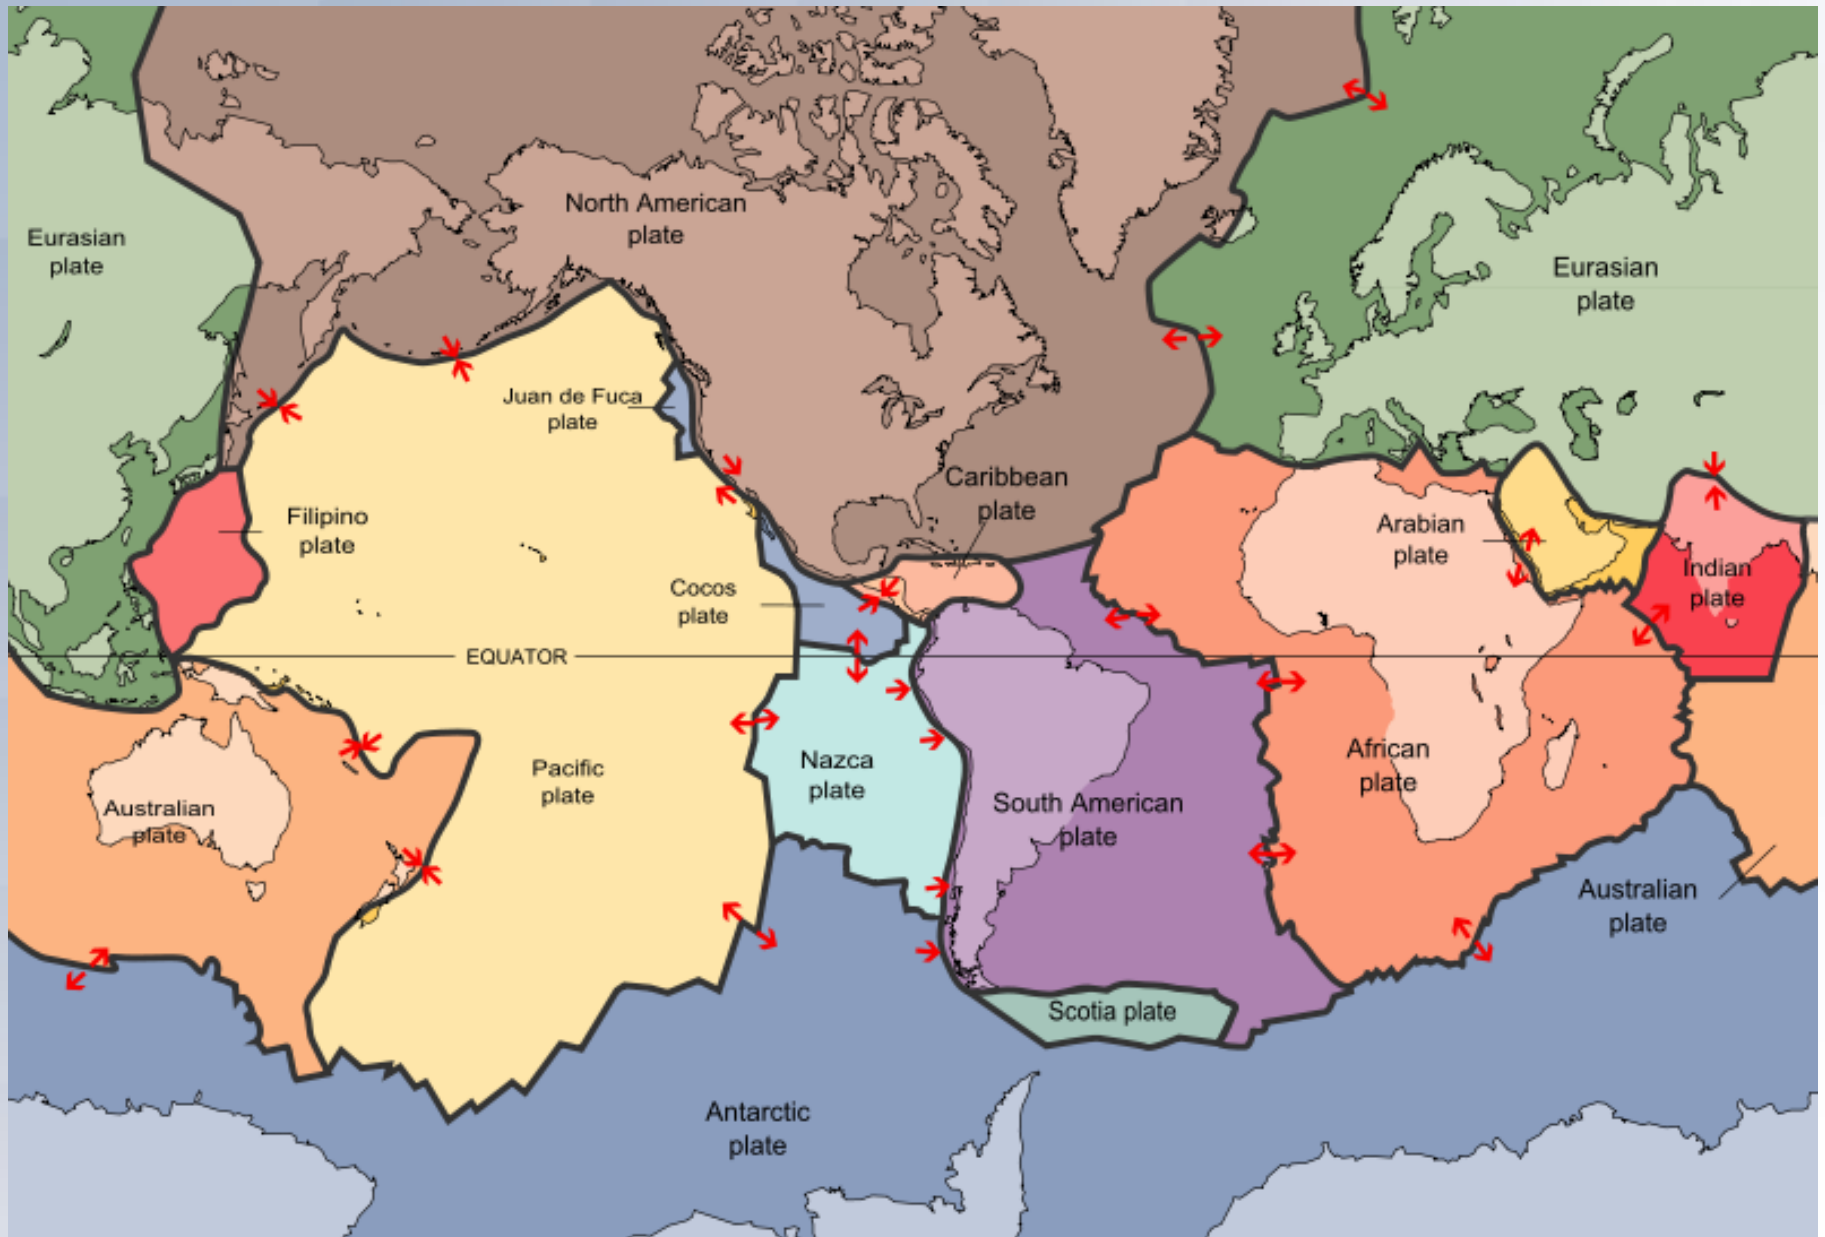 North American
plate
Eurasian
plate
Eurasian
plate
Juan de Fuca
plate
Caribbean
plate
Filipino
plate
Arabian
plate
Indian
plate
Cocos
plate
EQUATOR
Pacific
plate
Nazca
plate
African
plate
South American
plate
Australian
plate
Australian
plate
Scotia plate
Antarctic
plate